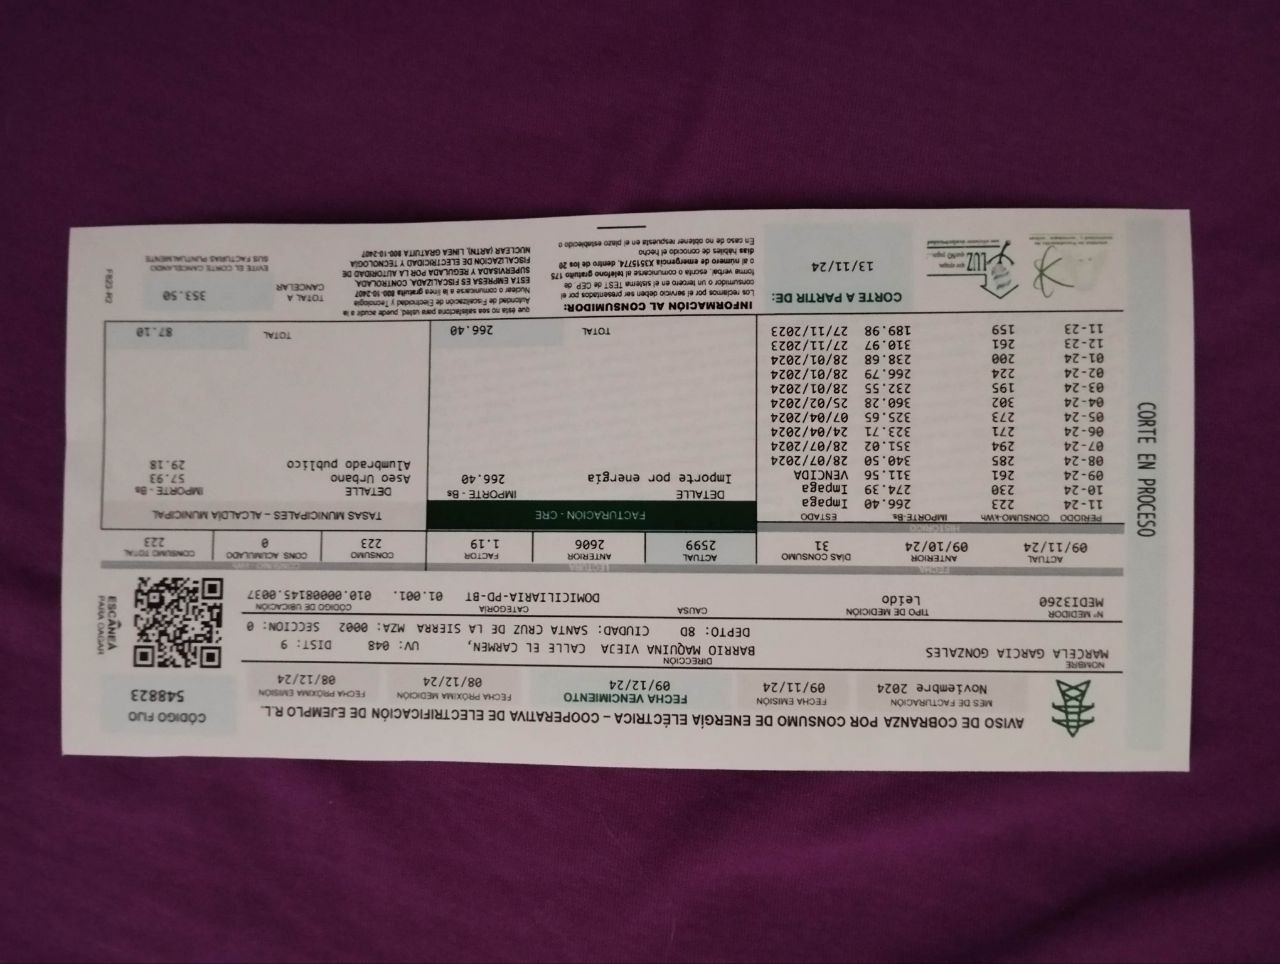 CORTE EN PROCESO
AVISO DE COBRANZA POR CONSUMO DE ENERGÍA ELÉCTRICA – COOPERATIVA DE ELECTRIFICACIÓN DE EJEMPLO R.L.
MES DE FACTURACIÓN FECHA EMISIÓN FECHA VENCIMIENTO FECHA PRÓXIMA MEDICIÓN FECHA PRÓXIMA EMISIÓN CÓDIGO FIJO
Noviembre 2024 09/11/24 09/12/24 08/12/24 08/12/24 548823
NOMBRE DIRECCIÓN
MARCELA GARCIA GONZALES BARRIO MAQUINA VIEJA CALLE EL CARMEN, UV: 048 DIST: 9
DEPTO: 8D CIUDAD: SANTA CRUZ DE LA SIERRA MZA: 0002 SECCION: 0
ESCANEÁ
PARA PAGAR
N° MEDIDOR TIPO DE MEDICIÓN CAUSA CATEGORÍA CÓDIGO DE UBICACIÓN
MEDI3260 Leido DOMICILIARIA-PD-BT 01.001. 010.00008145.0037
FECHA LECTURA CONSUMO - kWh
ACTUAL ANTERIOR DIAS CONSUMO ACTUAL ANTERIOR FACTOR CONSUMO CONS ACUMULADO CONSUMO TOTAL
09/11/24 09/10/24 31 2599 2606 1.19 223 0 223
HISTÓRICO
PERIODO CONSUMO-kWh IMPORTE-Bs ESTADO
11-24 223 266.40 Impaga
10-24 230 274.39 Impaga
09-24 261 311.56 VENCIDA
08-24 285 340.50 28/07/2024
07-24 294 351.02 28/07/2024
06-24 271 323.71 24/04/2024
05-24 273 325.65 07/04/2024
04-24 302 360.28 25/02/2024
03-24 195 232.55 28/01/2024
02-24 224 266.79 28/01/2024
01-24 200 238.68 28/01/2024
12-23 261 310.97 27/11/2023
11-23 159 189.98 27/11/2023
FACTURACIÓN - CRE
DETALLE IMPORTE - Bs
Importe por energía 266.40
TOTAL 266.40
TASAS MUNICIPALES – ALCALDIA MUNICIPAL
DETALLE IMPORTE - Bs
Aseo Urbano 57.93
Alumbrado publico 29.18
TOTAL 87.10
LUZ
CORTE A PARTIR DE:
13/11/24
INFORMACIÓN AL CONSUMIDOR:
Los reclamos por el servicio deben ser presentados por el
consumidor o un tercero en el sistema TEST de CEP, de
forma verbal, escrita o comunicarse al teléfono gratuito 175
o al número de emergencia X3515774, dentro de los 20
días hábiles de conocido el hecho
En caso de no obtener respuesta en el plazo establecido o
que ésta no sea satisfactoria para usted, puede acudir a la
Autoridad de Fiscalización de Electricidad y Tecnología
Nuclear o comunicarse a la línea gratuita 800-10-2407
ESTA EMPRESA ES FISCALIZADA, CONTROLADA,
SUPERVISADA Y REGULADA POR LA AUTORIDAD DE
FISCALIZACIÓN DE ELECTRICIDAD Y TECNOLOGÍA
NUCLEAR (ARTN), LINEA GRATUITA 800-10-2407
TOTAL A
CANCELAR 353.50
EVITE EL CORTE CANCELANDO
SUS FACTURAS PUNTUALMENTE
F823-R2